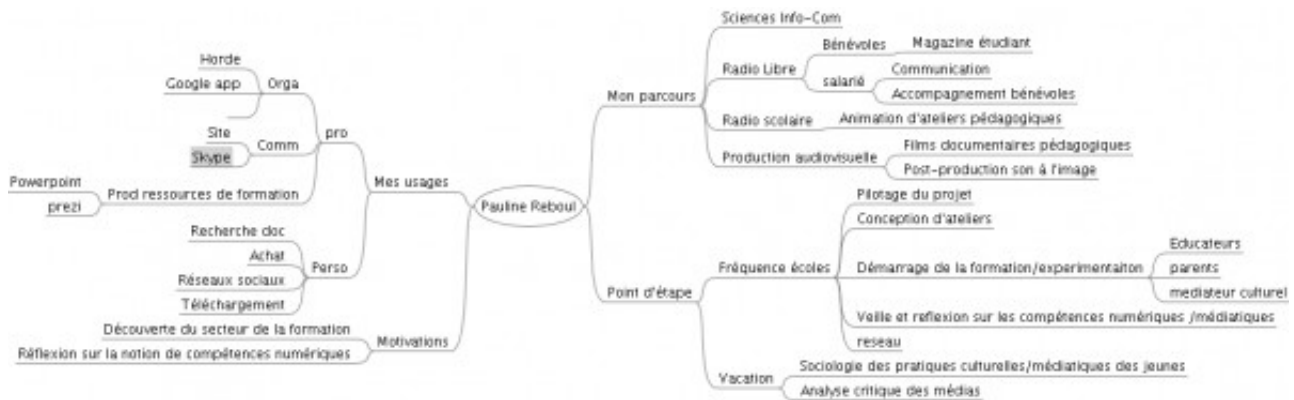 Pauline Reboul
Mes usages
pro
Orga
Horde
Google app
Comm
Site
Skype
Prod ressources de formation
Powerpoint
prezi
Perso
Recherche doc
Achat
Réseaux sociaux
Téléchargement
Motivations
Découverte du secteur de la formation
Réflexion sur la notion de compétences numériques
Mon parcours
Sciences Info-Com
Radio Libre
Bénévoles
Magazine étudiant
salarié
Communication
Accompagnement bénévoles
Radio scolaire
Animation d'ateliers pédagogiques
Production audiovisuelle
Films documentaires pédagogiques
Post-production son à l'image
Point d'étape
Fréquence écoles
Pilotage du projet
Conception d'ateliers
Démarrage de la formation/experimentaiton
Educateurs
parents
mediateur culturel
Veille et reflexion sur les compétences numériques /médiatiques
reseau
Vacation
Sociologie des pratiques culturelles/médiatiques des jeunes
Analyse critique des médias